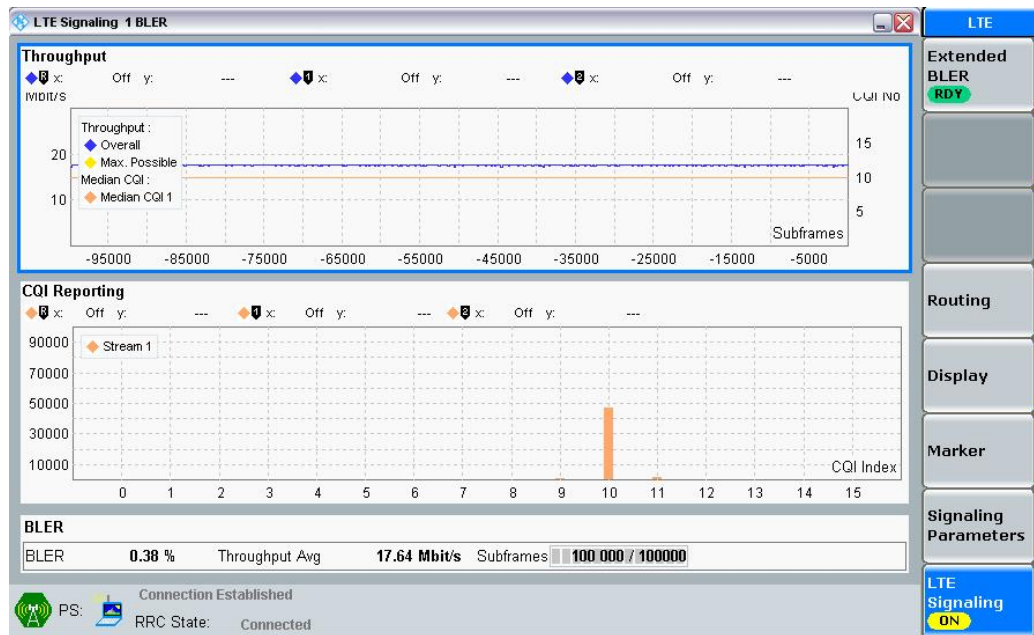 LTE Signaling 1 BLER
LTE
Throughput
R x: Off y: --- 1 x: Off y: --- 2 x: Off y: ---
Mbit/s CQI No
Throughput :
Overall
Max. Possible
Median CQI :
Median CQI 1
20
10
15
10
5
Subframes
-95000 -85000 -75000 -65000 -55000 -45000 -35000 -25000 -15000 -5000
CQI Reporting
R x: Off y: --- 1 x: Off y: --- 2 x: Off y: ---
Stream 1
90000
70000
50000
30000
10000
CQI Index
0 1 2 3 4 5 6 7 8 9 10 11 12 13 14 15
BLER
BLER 0.38 % Throughput Avg 17.64 Mbit/s Subframes 100 000 / 100000
PS: Connection Established
RRC State: Connected
Extended
BLER
RDY
Routing
Display
Marker
Signaling
Parameters
LTE
Signaling
ON